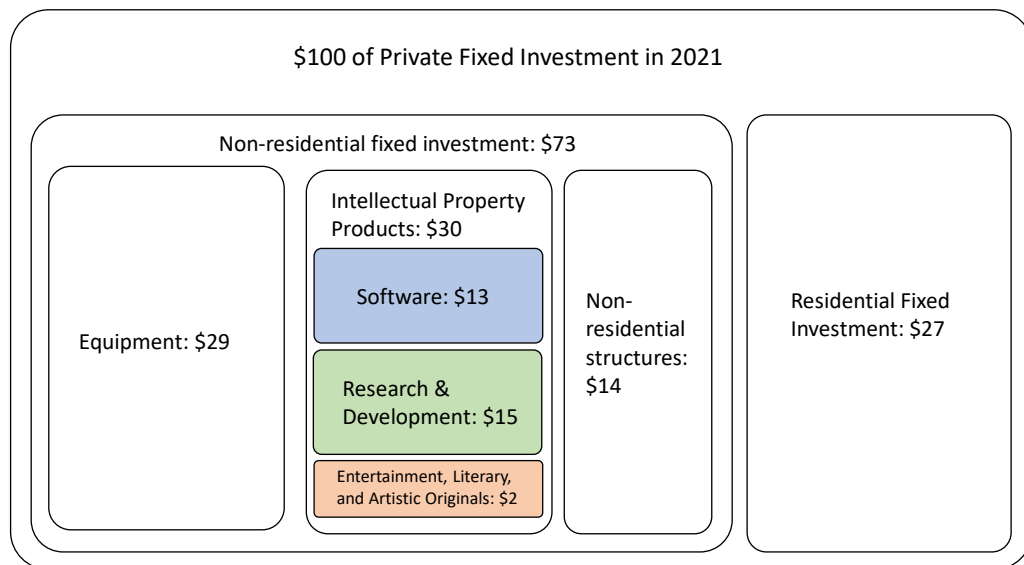 $100 of Private Fixed Investment in 2021
Non-residential fixed investment: $73
Equipment: $29
Intellectual Property
Products: $30
Software: $13
Research &
Development: $15
Entertainment, Literary,
and Artistic Originals: $2
Non-
residential
structures:
$14
Residential Fixed
Investment: $27